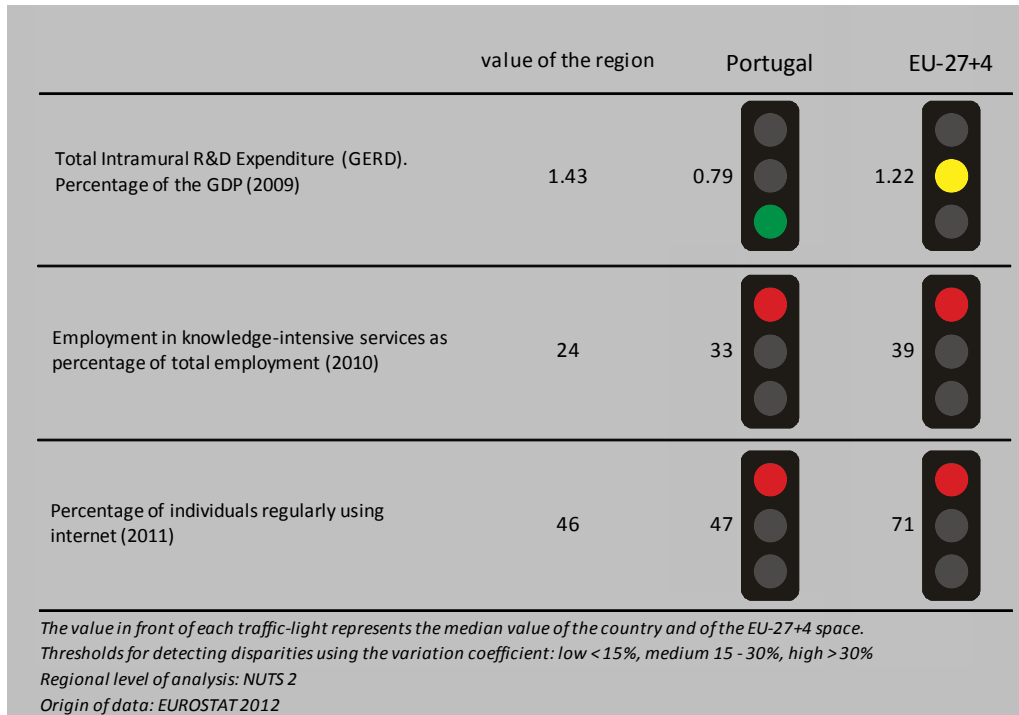 value of the region Portugal EU-27+4
Total Intramural R&D Expenditure (GERD).
Percentage of the GDP (2009)
1.43 0.79 1.22
Employment in knowledge-intensive services as
percentage of total employment (2010)
24 33 39
Percentage of individuals regularly using
internet (2011)
46 47 71
The value in front of each traffic-light represents the median value of the country and of the EU-27+4 space.
Thresholds for detecting disparities using the variation coefficient: low <15%, medium 15 - 30%, high >30%
Regional level of analysis: NUTS 2
Origin of data: EUROSTAT 2012